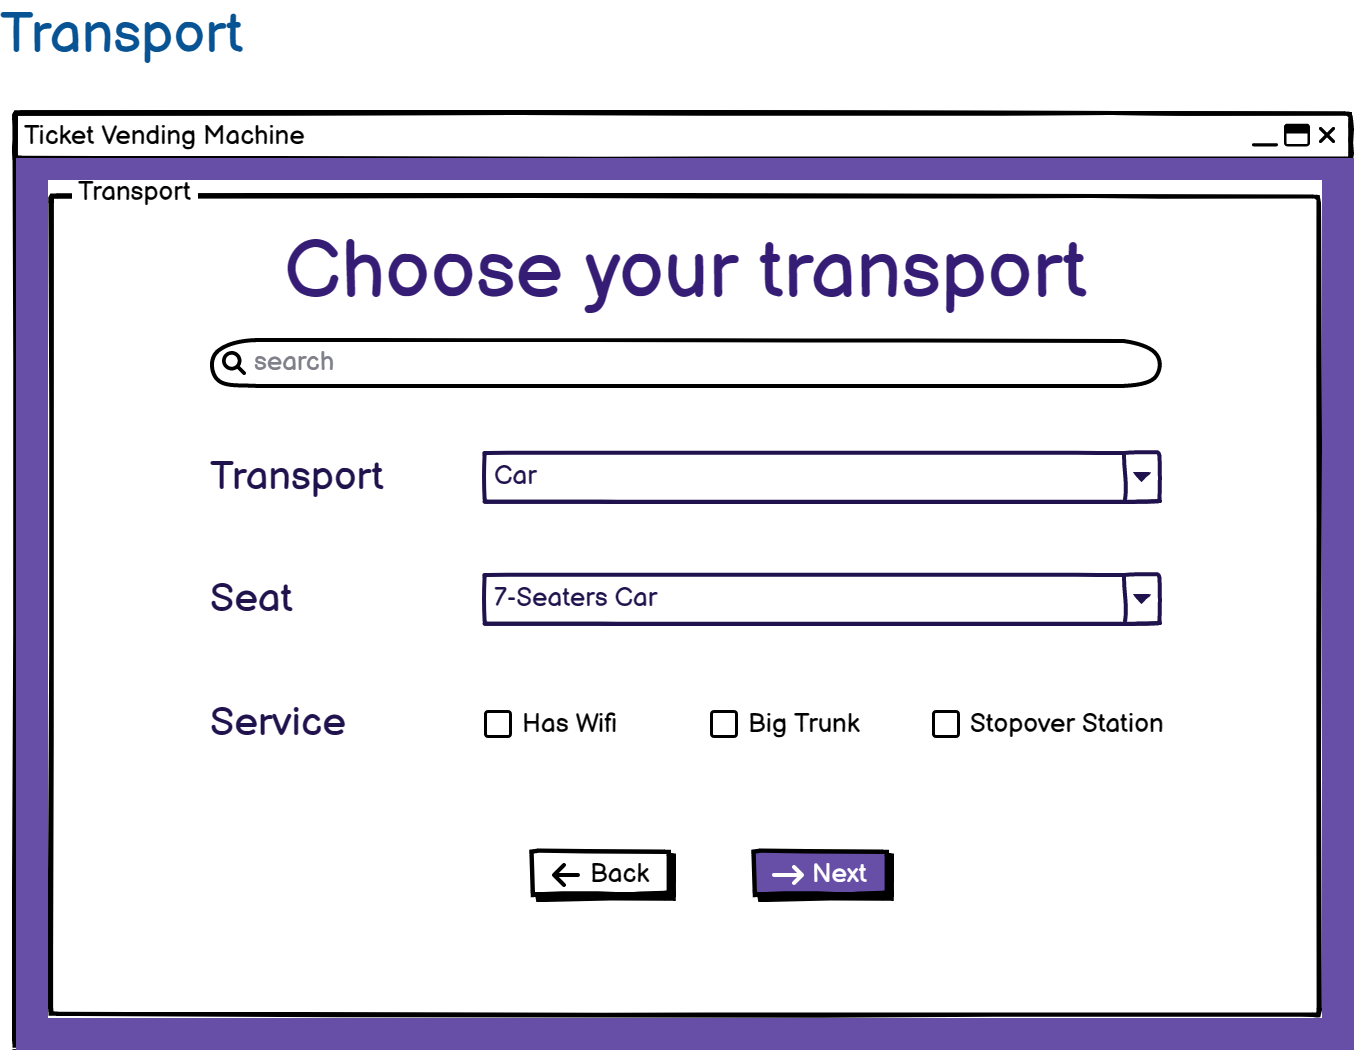 Transport
Ticket Vending Machine
Transport
Choose your transport
search
Transport
Car
Seat
7-Seaters Car
Service
Has Wifi
Big Trunk
Stopover Station
Back
Next